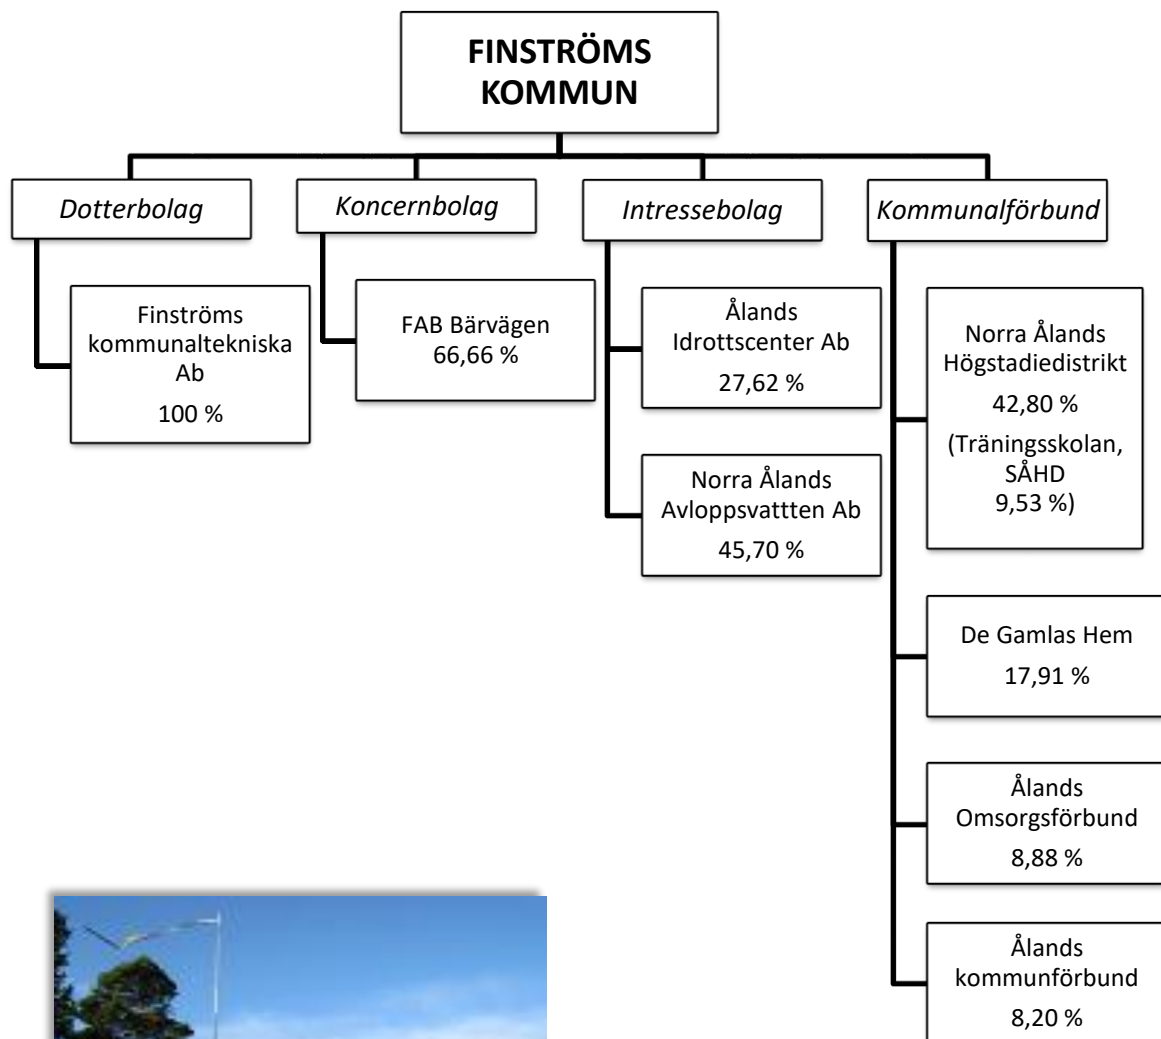 FINSTRÖMS
KOMMUN
Dotterbolag
Finströms
kommunaltekniska
Ab
100 %
Koncernbolag
FAB Bärvägen
66,66 %
Intressebolag
Ålands
Idrottscenter Ab
27,62 %
Norra Ålands
Avloppsvattten Ab
45,70 %
Kommunalförbund
Norra Ålands
Högstadiedistrikt
42,80 %
(Träningsskolan,
SÅHD
9,53 %)
De Gamlas Hem
17,91 %
Ålands
Omsorgsförbund
8,88 %
Ålands
kommunförbund
8,20 %